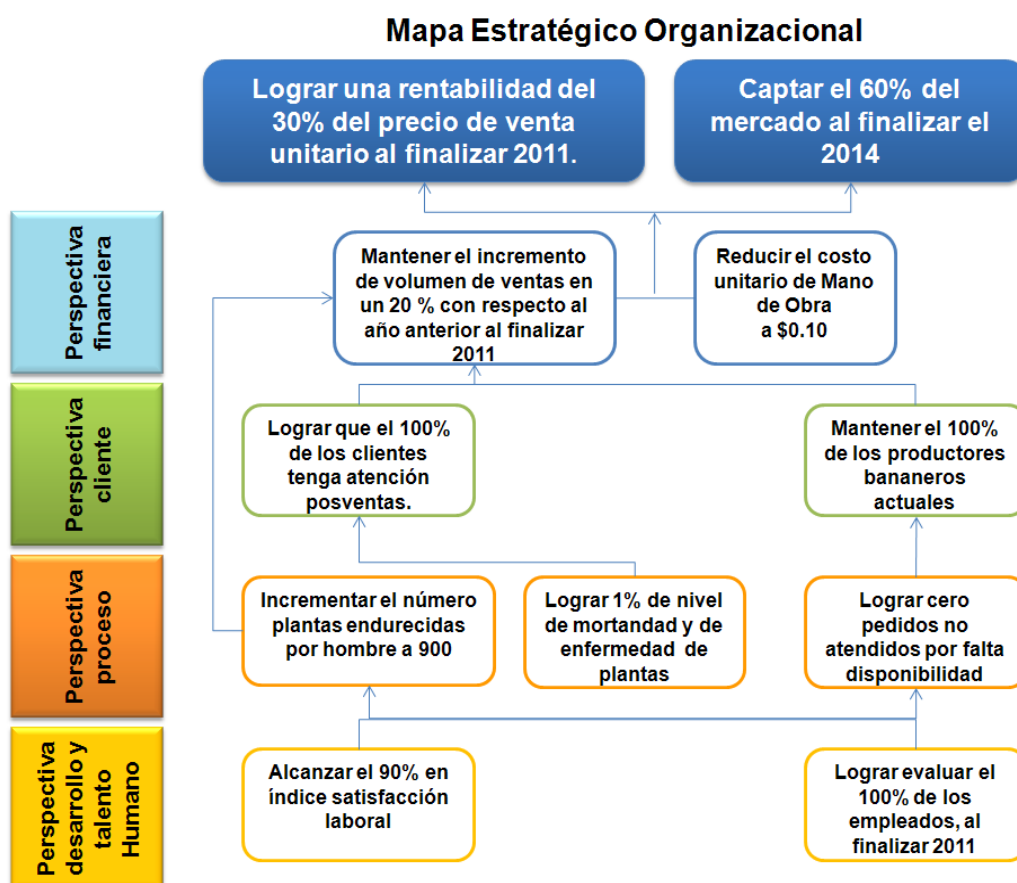 Mapa Estratégico Organizacional
Lograr una rentabilidad del
30% del precio de venta
unitario al finalizar 2011.
Captar el 60% del
mercado al finalizar el
2014
Perspectiva
financiera
Mantener el incremento
de volumen de ventas en
un 20 % con respecto al
año anterior al finalizar
2011
Reducir el costo
unitario de Mano
de Obra
a $0.10
Perspectiva
cliente
Lograr que el 100%
de los clientes
tenga atención
posventas.
Mantener el 100%
de los productores
bananeros
actuales
Perspectiva
proceso
Incrementar el número
plantas endurecidas
por hombre a 900
Lograr 1% de nivel
de mortandad y de
enfermedad de
plantas
Lograr cero
pedidos no
atendidos por falta
disponibilidad
Perspectiva
desarrollo y
talento
Humano
Alcanzar el 90% en
índice satisfacción
laboral
Lograr evaluar el
100% de los
empleados, al
finalizar 2011